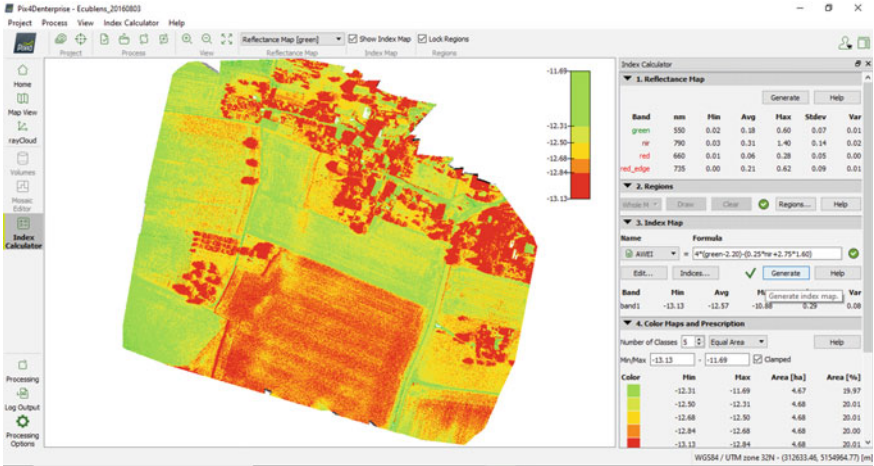 Pix4Denterprise - Ecublens_20160803
Project Process View Index Calculator Help
Reflectance Map [green]
Show Index Map
Lock Regions
Project Process View Reflectance Map Index Map Regions
Home
Map View
rayCloud
Volumes
Mosaic
Editor
Index
Calculator
Processing
Log Output
Processing
Options
-11.69
-12.31
-12.50
-12.68
-12.84
-13.13
Index Calculator
1. Reflectance Map
Generate Help
Band nm Min Avg Max Stdev Var
green 550 0.02 0.18 0.60 0.07 0.01
nir 790 0.03 0.31 1.40 0.14 0.02
red 660 0.01 0.06 0.28 0.05 0.00
red_edge 735 0.00 0.21 0.62 0.09 0.01
2. Regions
Whole M Draw Clear Regions... Help
3. Index Map
Name Formula
AWEI = 4*(green-2.20)-(0.25*nir+2.75*1.60)
Edit... Indices... Generate Help
Band Min Avg Ma Var
Generate index map.
band1 -13.13 -12.57 -10.88 0.29 0.08
4. Color Maps and Prescription
Number of Classes 5 Equal Area Help
Min/Max -13.13 - -11.69 Clamped
Color Min Max Area [ha] Area [%]
-12.31 -11.69 4.67 19.97
-12.50 -12.31 4.68 20.01
-12.68 -12.50 4.68 20.01
-12.84 -12.68 4.68 20.00
-13.13 -12.84 4.68 20.01
WGS84 / UTM zone 32N - (312633.46, 5154964.77) [m]